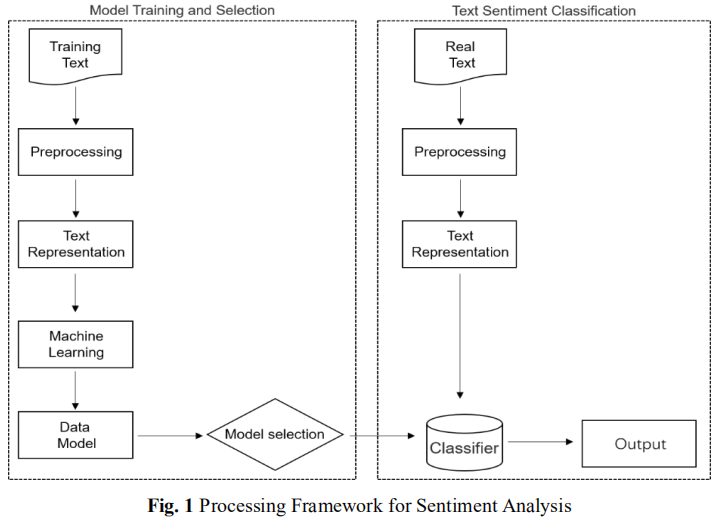 Model Training and Selection
Training
Text
Preprocessing
Text
Representation
Machine
Learning
Data
Model
Model selection
Text Sentiment Classification
Real
Text
Preprocessing
Text
Representation
Classifier
Output
Fig. 1 Processing Framework for Sentiment Analysis